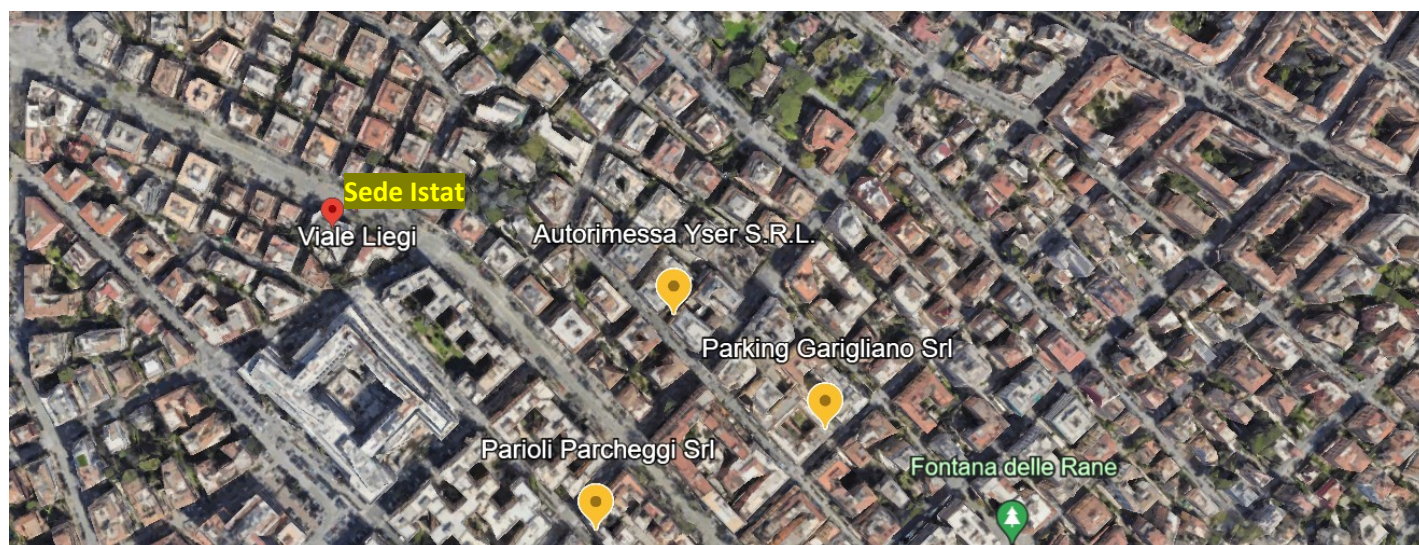 Sede Istat
Viale Liegi
Autorimessa Yser S.R.L.
Parking Garigliano Srl
Parioli Parcheggi Srl
Fontana delle Rane